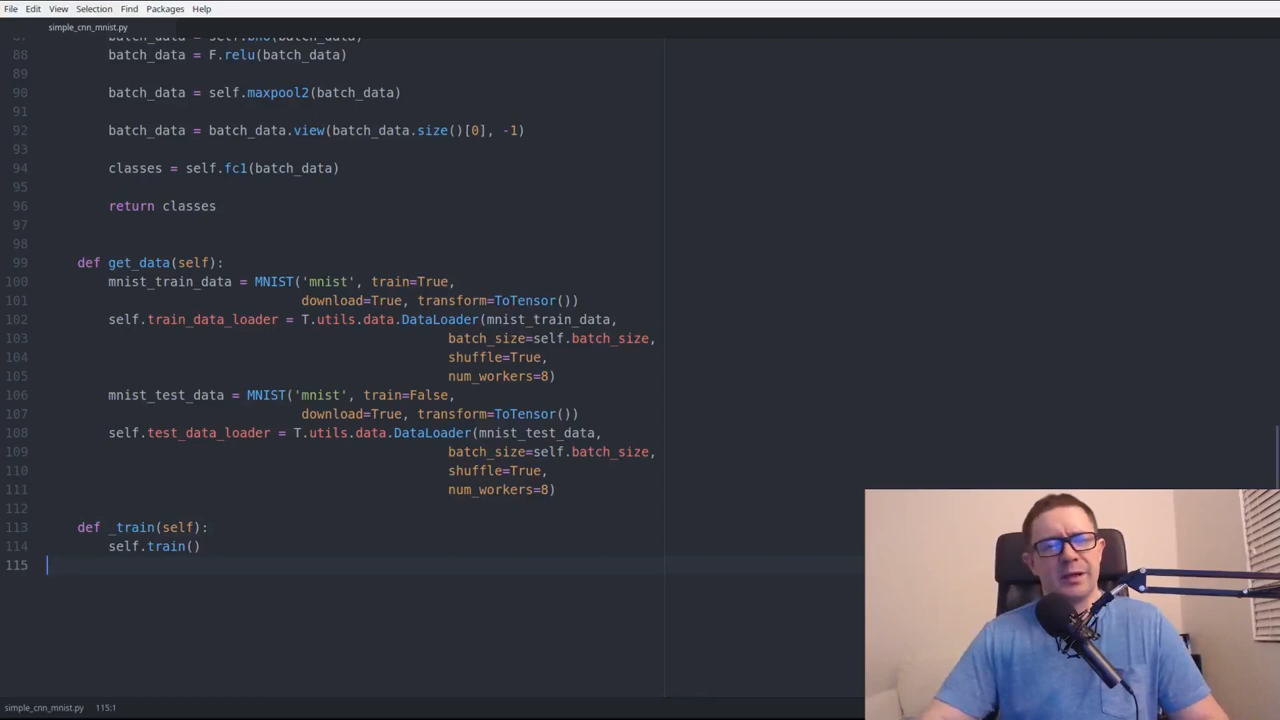 File Edit View Selection Find Packages Help
simple_cnn_mnist.py
88 batch_data = F.relu(batch_data)
89
90 batch_data = self.maxpool2(batch_data)
91
92 batch_data = batch_data.view(batch_data.size()[0], -1)
93
94 classes = self.fc1(batch_data)
95
96 return classes
97
98
99 def get_data(self):
100 mnist_train_data = MNIST('mnist', train=True,
101 download=True, transform=ToTensor())
102 self.train_data_loader = T.utils.data.DataLoader(mnist_train_data,
103 batch_size=self.batch_size,
104 shuffle=True,
105 num_workers=8)
106 mnist_test_data = MNIST('mnist', train=False,
107 download=True, transform=ToTensor())
108 self.test_data_loader = T.utils.data.DataLoader(mnist_test_data,
109 batch_size=self.batch_size,
110 shuffle=True,
111 num_workers=8)
112
113 def _train(self):
114 self.train()
115
simple_cnn_mnist.py 115:1